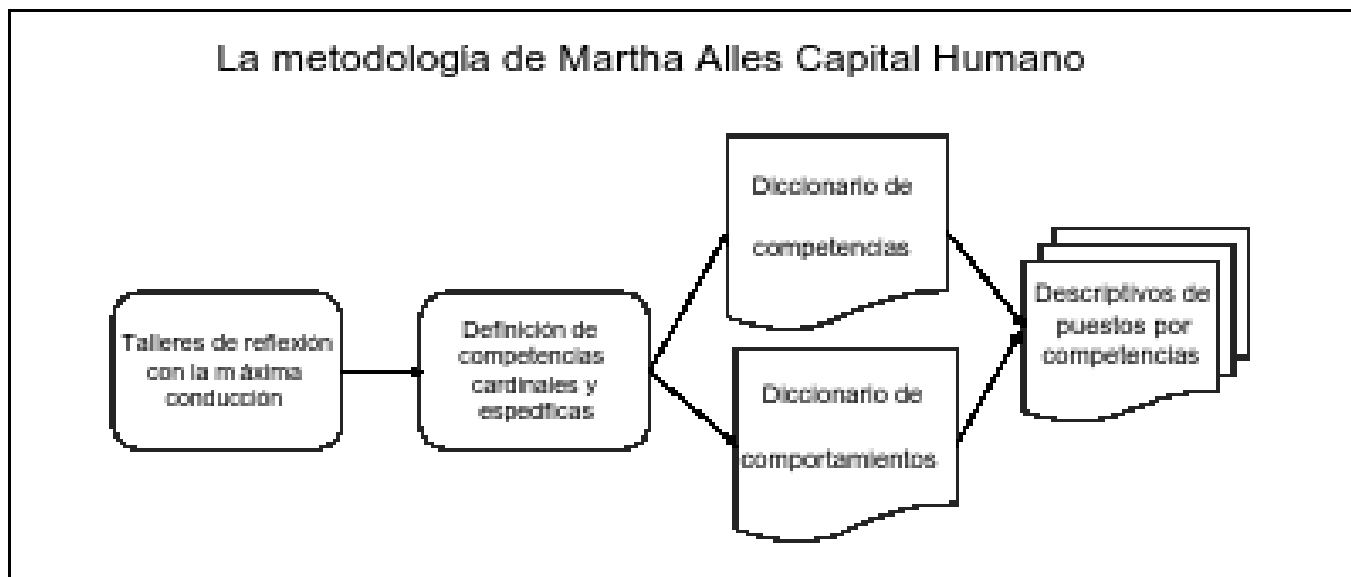 La metodología de Martha Alles Capital Humano
Talleres de reflexión
con la máxima
conducción
Definición de
competencias
cardinales y
específicas
Diccionario de
competencias
Diccionario de
comportamientos
Descriptivos de
puestos por
competencias